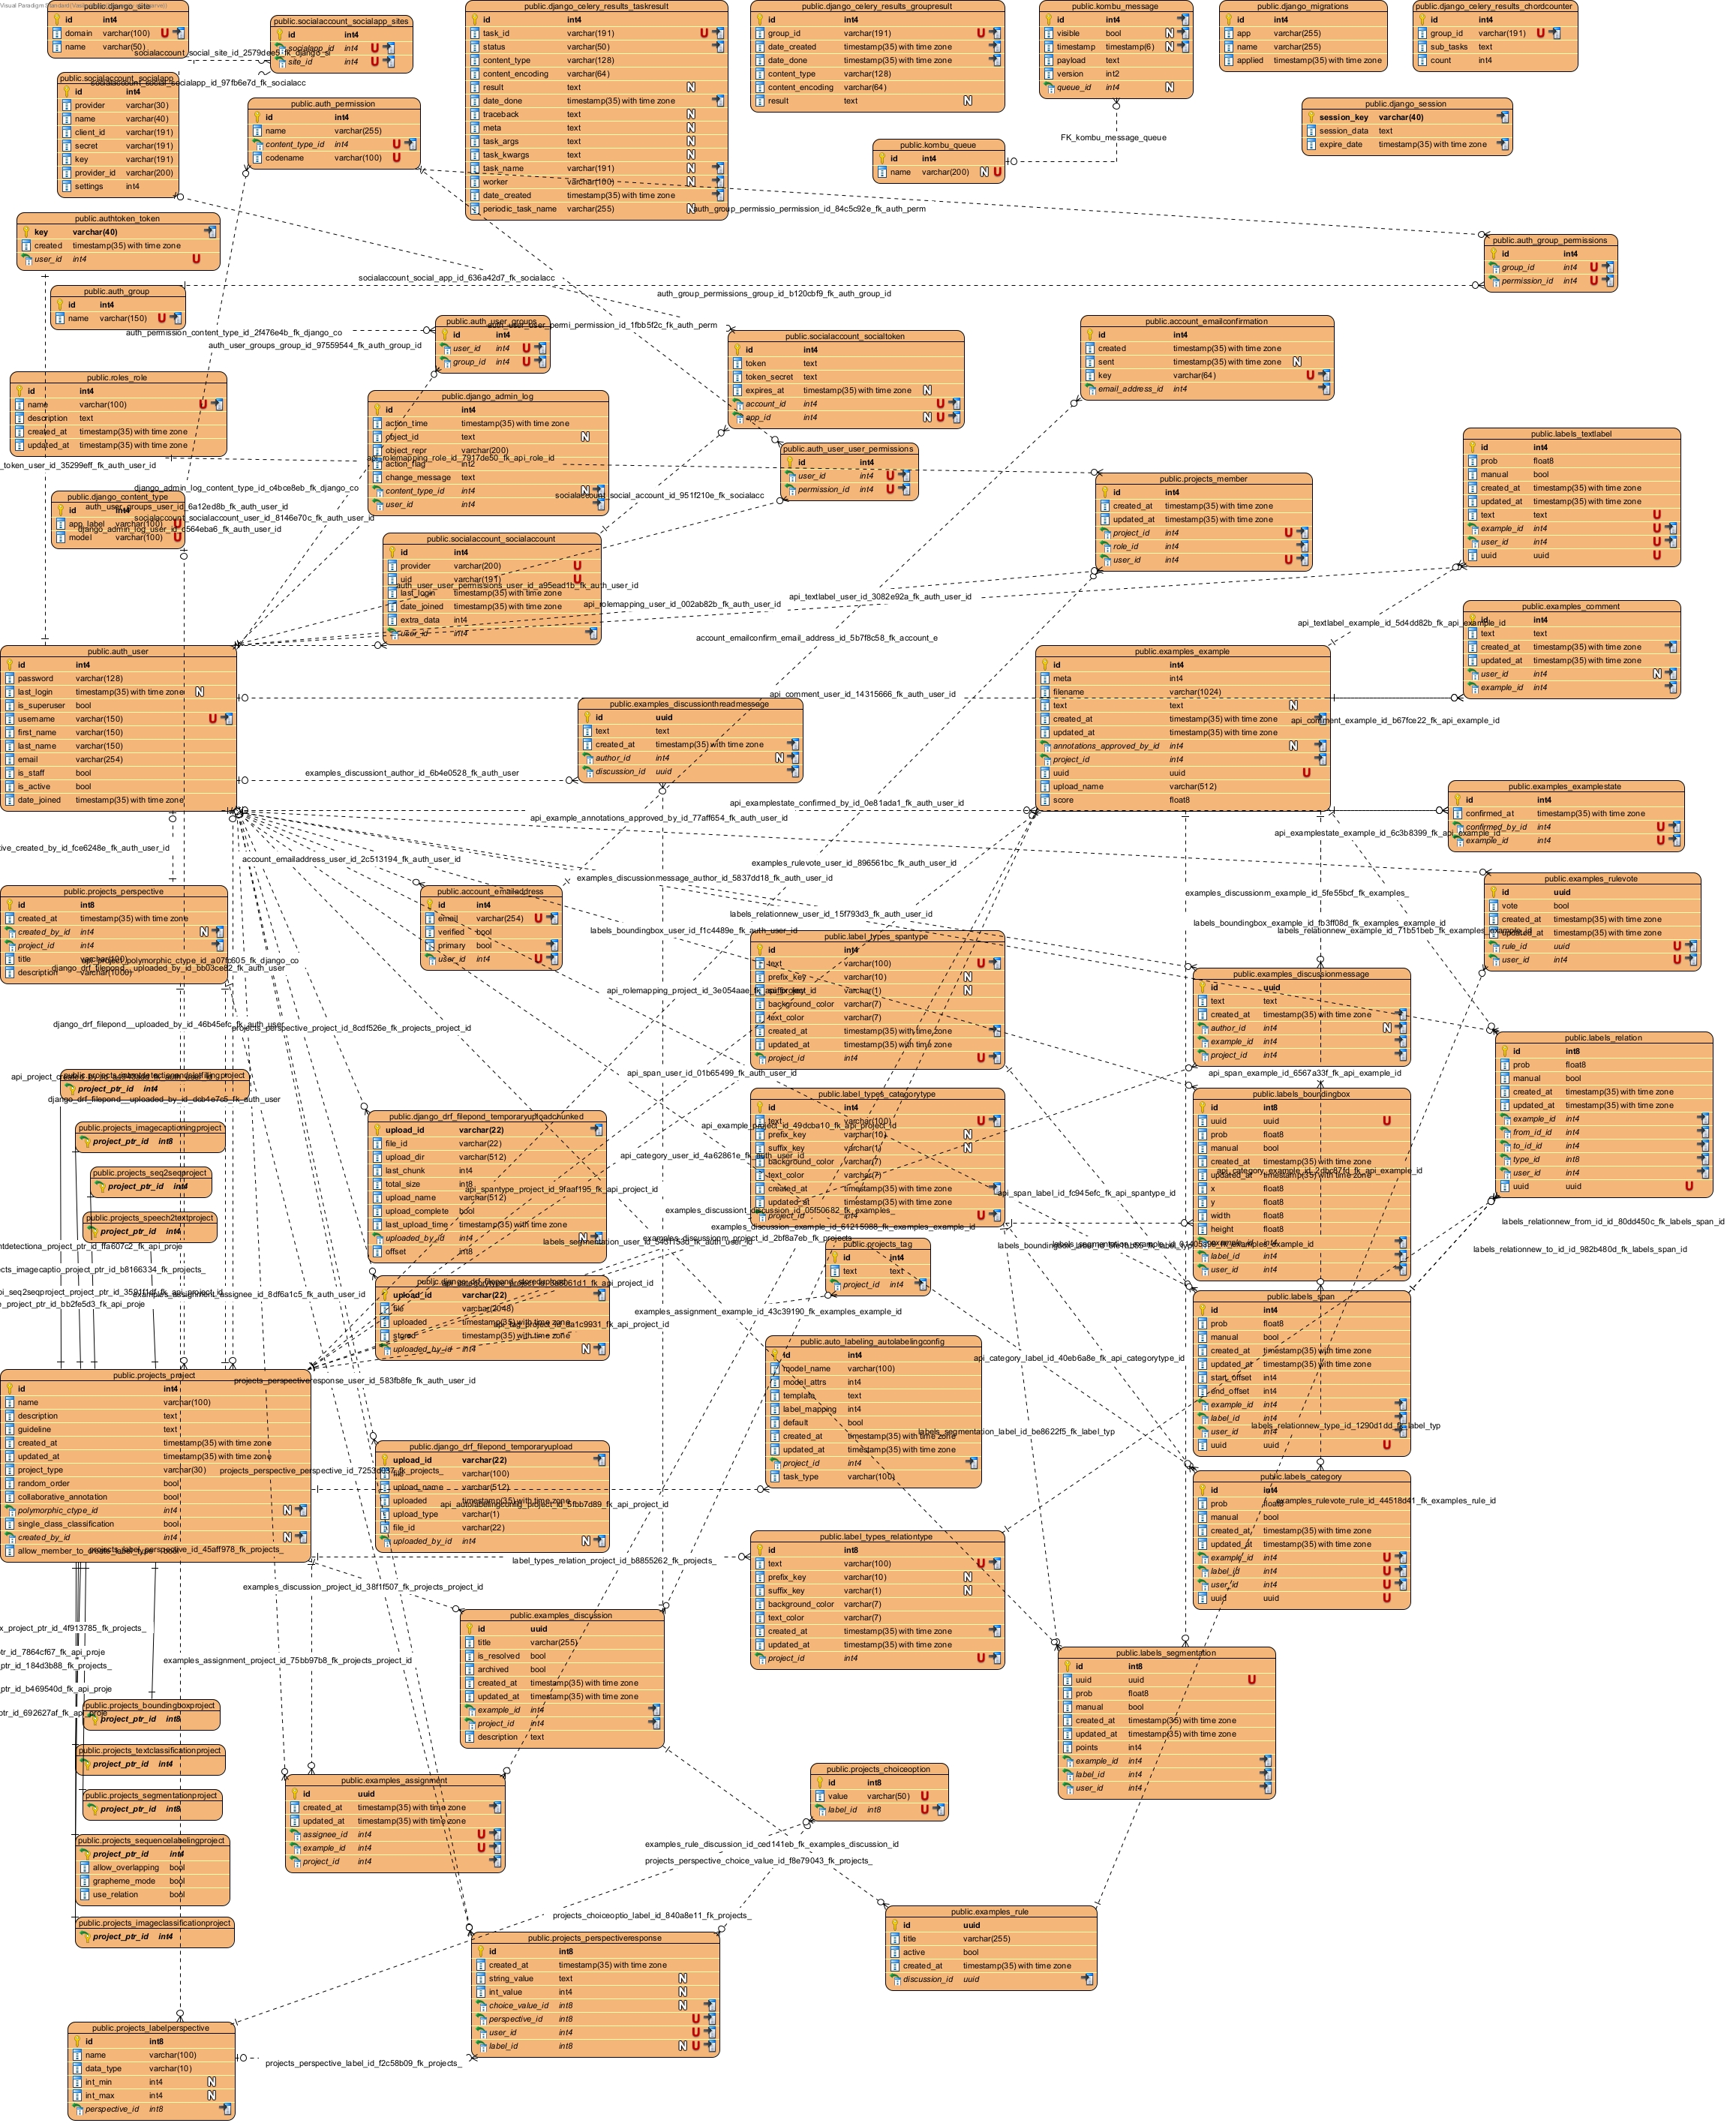 public.django_site
id int4
domain varchar(100) U
name varchar(50)
public.socialaccount_socialapp_sites
id int4
socialapp_id int4 U
site_id int4 U
public.django_celery_results_taskresult
id int4
task_id varchar(191) U
status varchar(50)
content_type varchar(128)
content_encoding varchar(64)
result text N
date_done timestamp(35) with time zone
traceback text N
meta text N
task_args text N
task_kwargs text N
task_name varchar(191) N
worker varchar(100) N
date_created timestamp(35) with time zone
periodic_task_name varchar(255) N
public.django_celery_results_groupresult
id int4
group_id varchar(191) U
date_created timestamp(35) with time zone
date_done timestamp(35) with time zone
content_type varchar(128)
content_encoding varchar(64)
result text N
public.kombu_message
id int4
visible bool N
timestamp timestamp(6) N
payload text
version int2
queue_id int4 N
public.django_migrations
id int4
app varchar(255)
name varchar(255)
applied timestamp(35) with time zone
public.django_celery_results_chordcounter
id int4
group_id varchar(191) U
sub_tasks text
count int4
public.socialaccount_socialapp
id int4
provider varchar(30)
name varchar(40)
client_id varchar(191)
secret varchar(191)
key varchar(191)
provider_id varchar(200)
settings int4
public.auth_permission
id int4
name varchar(255)
content_type_id int4 U
codename varchar(100) U
public.django_session
session_key varchar(40)
session_data text
expire_date timestamp(35) with time zone
FK_kombu_message_queue
public.kombu_queue
id int4
name varchar(200) N U
auth_group_permissio_permission_id_84c5c92e_fk_auth_perm
public.authtoken_token
key varchar(40)
created timestamp(35) with time zone
user_id int4 U
public.auth_group_permissions
id int4
group_id int4 U
permission_id int4 U
socialaccount_social_app_id_636a42d7_fk_socialacc
auth_group_permissions_group_id_b120cbf9_fk_auth_group_id
public.auth_group
id int4
name varchar(150) U
auth_permission_content_type_id_2f476e4b_fk_django_co
auth_user_groups_group_id_97559544_fk_auth_group_id
public.auth_user_groups
id int4
user_id int4 U
group_id int4 U
auth_user_user_permi_permission_id_1fbb5f2c_fk_auth_perm
public.socialaccount_socialtoken
id int4
token text
token_secret text
expires_at timestamp(35) with time zone N
account_id int4 U
app_id int4 N U
public.account_emailconfirmation
id int4
created timestamp(35) with time zone
sent timestamp(35) with time zone N
key varchar(64) U
email_address_id int4
public.roles_role
id int4
name varchar(100) U
description text
created_at timestamp(35) with time zone
updated_at timestamp(35) with time zone
_token_user_id_35299eff_fk_auth_user_id
public.django_admin_log
id int4
action_time timestamp(35) with time zone
object_id text N
object_repr varchar(200)
action_flag int2
change_message text
content_type_id int4 N
user_id int4
api_rolemapping_role_id_7917de50_fk_api_role_id
public.auth_user_user_permissions
id int4
user_id int4 U
permission_id int4 U
socialaccount_social_account_id_951f210e_fk_socialacc
public.projects_member
id int4
created_at timestamp(35) with time zone
updated_at timestamp(35) with time zone
project_id int4 U
role_id int4
user_id int4 U
public.labels_textlabel
id int4
prob float8
manual bool
created_at timestamp(35) with time zone
updated_at timestamp(35) with time zone
text text U
example_id int4 U
user_id int4 U
uuid uuid U
public.django_content_type
id int4
app_label varchar(100) U
model varchar(100) U
django_admin_log_content_type_id_c4bce8eb_fk_django_co
auth_user_groups_user_id_6a12ed8b_fk_auth_user_id
socialaccount_socialaccount_user_id_8146e70c_fk_auth_user_id
django_admin_log_user_id_c564eba6_fk_auth_user_id
public.socialaccount_socialaccount
id int4
provider varchar(200) U
uid varchar(191) U
last_login timestamp(35) with time zone
date_joined timestamp(35) with time zone
extra_data int4
user_id int4
auth_user_user_permissions_user_id_a95ead1b_fk_auth_user_id
api_rolemapping_user_id_002ab82b_fk_auth_user_id
api_textlabel_user_id_3082e92a_fk_auth_user_id
account_emailconfirm_email_address_id_5b7f8c58_fk_account_e
api_textlabel_example_id_5d4dd82b_fk_api_example_id
public.examples_comment
id int4
text text
created_at timestamp(35) with time zone
updated_at timestamp(35) with time zone
user_id int4 N
example_id int4
public.auth_user
id int4
password varchar(128)
last_login timestamp(35) with time zone N
is_superuser bool
username varchar(150) U
first_name varchar(150)
last_name varchar(150)
email varchar(254)
is_staff bool
is_active bool
date_joined timestamp(35) with time zone
public.examples_example
id int4
meta int4
filename varchar(1024)
text text N
created_at timestamp(35) with time zone
updated_at timestamp(35) with time zone
annotations_approved_by_id int4 N
project_id int4
uuid uuid U
upload_name varchar(512)
score float8
api_comment_user_id_14315666_fk_auth_user_id
api_comment_example_id_b67fce22_fk_api_example_id
public.examples_discussionthreadmessage
id uuid
text text
created_at timestamp(35) with time zone
author_id int4 N
discussion_id uuid
examples_discussiont_author_id_6b4e0528_fk_auth_user
api_examplestate_confirmed_by_id_0e81ada1_fk_auth_user_id
api_example_annotations_approved_by_id_77aff654_fk_auth_user_id
public.examples_examplestate
id int4
confirmed_at timestamp(35) with time zone
confirmed_by_id int4 U
example_id int4 U
api_examplestate_example_id_6c3b8399_fk_api_example_id
tive_created_by_id_fce6248e_fk_auth_user_id
account_emailaddress_user_id_2c513194_fk_auth_user_id
examples_rulevote_user_id_896561bc_fk_auth_user_id
examples_discussionmessage_author_id_5837dd18_fk_auth_user_id
public.projects_perspective
id int8
created_at timestamp(35) with time zone
created_by_id int4 N
project_id int4
title varchar(100)
description varchar(1000)
public.account_emailaddress
id int4
email varchar(254) U
verified bool
primary bool
user_id int4 U
public.examples_rulevote
id uuid
vote bool
created_at timestamp(35) with time zone
updated_at timestamp(35) with time zone
rule_id uuid U
user_id int4 U
examples_discussionm_example_id_5fe55bcf_fk_examples_
labels_relationnew_user_id_15f793d3_fk_auth_user_id
labels_boundingbox_user_id_f1c4489e_fk_auth_user_id
labels_boundingbox_example_id_fb3ff08d_fk_examples_example_id
labels_relationnew_example_id_71b51beb_fk_examples_example_id
public.label_types_spantype
id int4
text varchar(100) U
prefix_key varchar(10) N
suffix_key varchar(1) N
background_color varchar(7)
text_color varchar(7)
created_at timestamp(35) with time zone
updated_at timestamp(35) with time zone
project_id int4 U
public.examples_discussionmessage
id uuid
text text
created_at timestamp(35) with time zone
author_id int4 N
example_id int4
project_id int4
django_drf_filepond__uploaded_by_id_46b45efc_fk_auth_user
projects_perspective_project_id_8cdf526e_fk_projects_project_id
public.labels_relation
id int8
prob float8
manual bool
created_at timestamp(35) with time zone
updated_at timestamp(35) with time zone
example_id int4
from_id_id int4
to_id_id int4
type_id int8
user_id int4
uuid uuid U
api_span_user_id_01b65499_fk_auth_user_id
api_span_example_id_6567a33f_fk_api_example_id
project_ptr_id int4
django_drf_filepond__uploaded_by_id_dcb4e7c5_fk_auth_user
public.projects_imagecaptioningproject
project_ptr_id int8
public.projects_seq2seqproject
project_ptr_id int4
public.projects_speech2textproject
project_ptr_id int4
public.django_drf_filepond_temporaryuploadchunked
upload_id varchar(22)
file_id varchar(22)
upload_dir varchar(512)
last_chunk int4
total_size int8
upload_name varchar(512)
upload_complete bool
last_upload_time timestamp(35) with time zone
uploaded_by_id int4 N
offset int8
public.label_types_categorytype
id int4
text varchar(100) U
prefix_key varchar(10) N
suffix_key varchar(1) N
background_color varchar(7)
text_color varchar(7)
created_at timestamp(35) with time zone
updated_at timestamp(35) with time zone
project_id int4 U
public.labels_boundingbox
id int8
uuid uuid U
prob float8
manual bool
created_at timestamp(35) with time zone
updated_at timestamp(35) with time zone
x float8
y float8
width float8
height float8
example_id int4
label_id int4
user_id int4
api_example_project_id_49dcba10_fk_api_project_id
api_category_user_id_4a62861e_fk_auth_user_id
api_spantype_project_id_9faaf195_fk_api_project_id
api_span_label_id_fc945efc_fk_api_spantype_id
labels_relationnew_from_id_id_80dd450c_fk_labels_span_id
labels_relationnew_to_id_id_982b480d_fk_labels_span_id
ntdetectiona_project_ptr_id_ffa607c2_fk_api_proje
cts_imagecaptio_project_ptr_id_b8166334_fk_projects_
_project_ptr_id_bb2fe5d3_fk_api_proje
public.projects_tag
id int4
text text
project_id int4
upload_id varchar(22)
file varchar(2048)
uploaded timestamp(35) with time zone
stored timestamp(35) with time zone
uploaded_by_id int4 N
examples_assignment_assignee_id_8df6a1c5_fk_auth_user_id
examples_assignment_example_id_43c39190_fk_examples_example_id
public.auto_labeling_autolabelingconfig
id int4
model_name varchar(100)
model_attrs int4
template text
label_mapping int4
default bool
created_at timestamp(35) with time zone
updated_at timestamp(35) with time zone
project_id int4
task_type varchar(100)
public.labels_span
id int4
prob float8
manual bool
created_at timestamp(35) with time zone
updated_at timestamp(35) with time zone
start_offset int4
end_offset int4
example_id int4
label_id int4
user_id int4
uuid uuid U
api_category_label_id_40eb6a8e_fk_api_categorytype_id
labels_relationnew_type_id_1290d1dd_fk_label_typ
labels_segmentation_label_id_be8622f5_fk_label_typ
public.projects_project
id int4
name varchar(100)
description text
guideline text
created_at timestamp(35) with time zone
updated_at timestamp(35) with time zone
project_type varchar(30)
random_order bool
collaborative_annotation bool
polymorphic_ctype_id int4 N
single_class_classification bool
created_by_id int4 N
allow_member_to_create_label_type bool
projects_perspectiveresponse_user_id_583fb8fe_fk_auth_user_id
public.django_drf_filepond_temporaryupload
upload_id varchar(22)
file varchar(100)
upload_name varchar(512)
uploaded timestamp(35) with time zone
upload_type varchar(1)
file_id varchar(22)
uploaded_by_id int4 N
api_autolabelingconfig_project_id_5fbb7d89_fk_api_project_id
public.labels_category
id int4
prob float8
manual bool
created_at timestamp(35) with time zone
updated_at timestamp(35) with time zone
example_id int4 U
label_id int4 U
user_id int4 U
uuid uuid U
examples_rulevote_rule_id_44518d41_fk_examples_rule_id
label_types_relation_project_id_b8855262_fk_projects_
public.label_types_relationtype
id int8
text varchar(100) U
prefix_key varchar(10) N
suffix_key varchar(1) N
background_color varchar(7)
text_color varchar(7)
created_at timestamp(35) with time zone
updated_at timestamp(35) with time zone
project_id int4 U
examples_discussion_project_id_38f1f507_fk_projects_project_id
public.examples_discussion
id uuid
title varchar(255)
is_resolved bool
archived bool
created_at timestamp(35) with time zone
updated_at timestamp(35) with time zone
example_id int4
project_id int4
description text
x_project_ptr_id_4f913785_fk_projects_
ptr_id_7864cf67_fk_api_proje
ptr_id_184d3b88_fk_projects_
ptr_id_b469540d_fk_api_proje
ptr_id_692627af_fk_api_proje
examples_assignment_project_id_75bb97b8_fk_projects_project_id
public.labels_segmentation
id int8
uuid uuid U
prob float8
manual bool
created_at timestamp(35) with time zone
updated_at timestamp(35) with time zone
points int4
example_id int4
label_id int4
user_id int4
public.projects_boundingboxproject
project_ptr_id int8
public.projects_textclassificationproject
project_ptr_id int4
public.projects_segmentationproject
project_ptr_id int8
public.projects_sequencelabelingproject
project_ptr_id int4
allow_overlapping bool
grapheme_mode bool
use_relation bool
public.projects_imageclassificationproject
project_ptr_id int4
public.examples_assignment
id uuid
created_at timestamp(35) with time zone
updated_at timestamp(35) with time zone
assignee_id int4 U
example_id int4 U
project_id int4
public.projects_choiceoption
id int8
value varchar(50) U
label_id int8 U
examples_rule_discussion_id_ced141eb_fk_examples_discussion_id
projects_perspective_choice_value_id_f8e79043_fk_projects_
projects_choiceoptio_label_id_840a8e11_fk_projects_
public.examples_rule
id uuid
title varchar(255)
active bool
created_at timestamp(35) with time zone
discussion_id uuid
public.projects_perspectiveresponse
id int8
created_at timestamp(35) with time zone
string_value text N
int_value int4 N
choice_value_id int8 N
perspective_id int8 U
user_id int4 U
label_id int8 N U
public.projects_labelperspective
id int8
name varchar(100)
data_type varchar(10)
int_min int4 N
int_max int4 N
perspective_id int8
projects_perspective_label_id_f2c58b09_fk_projects_